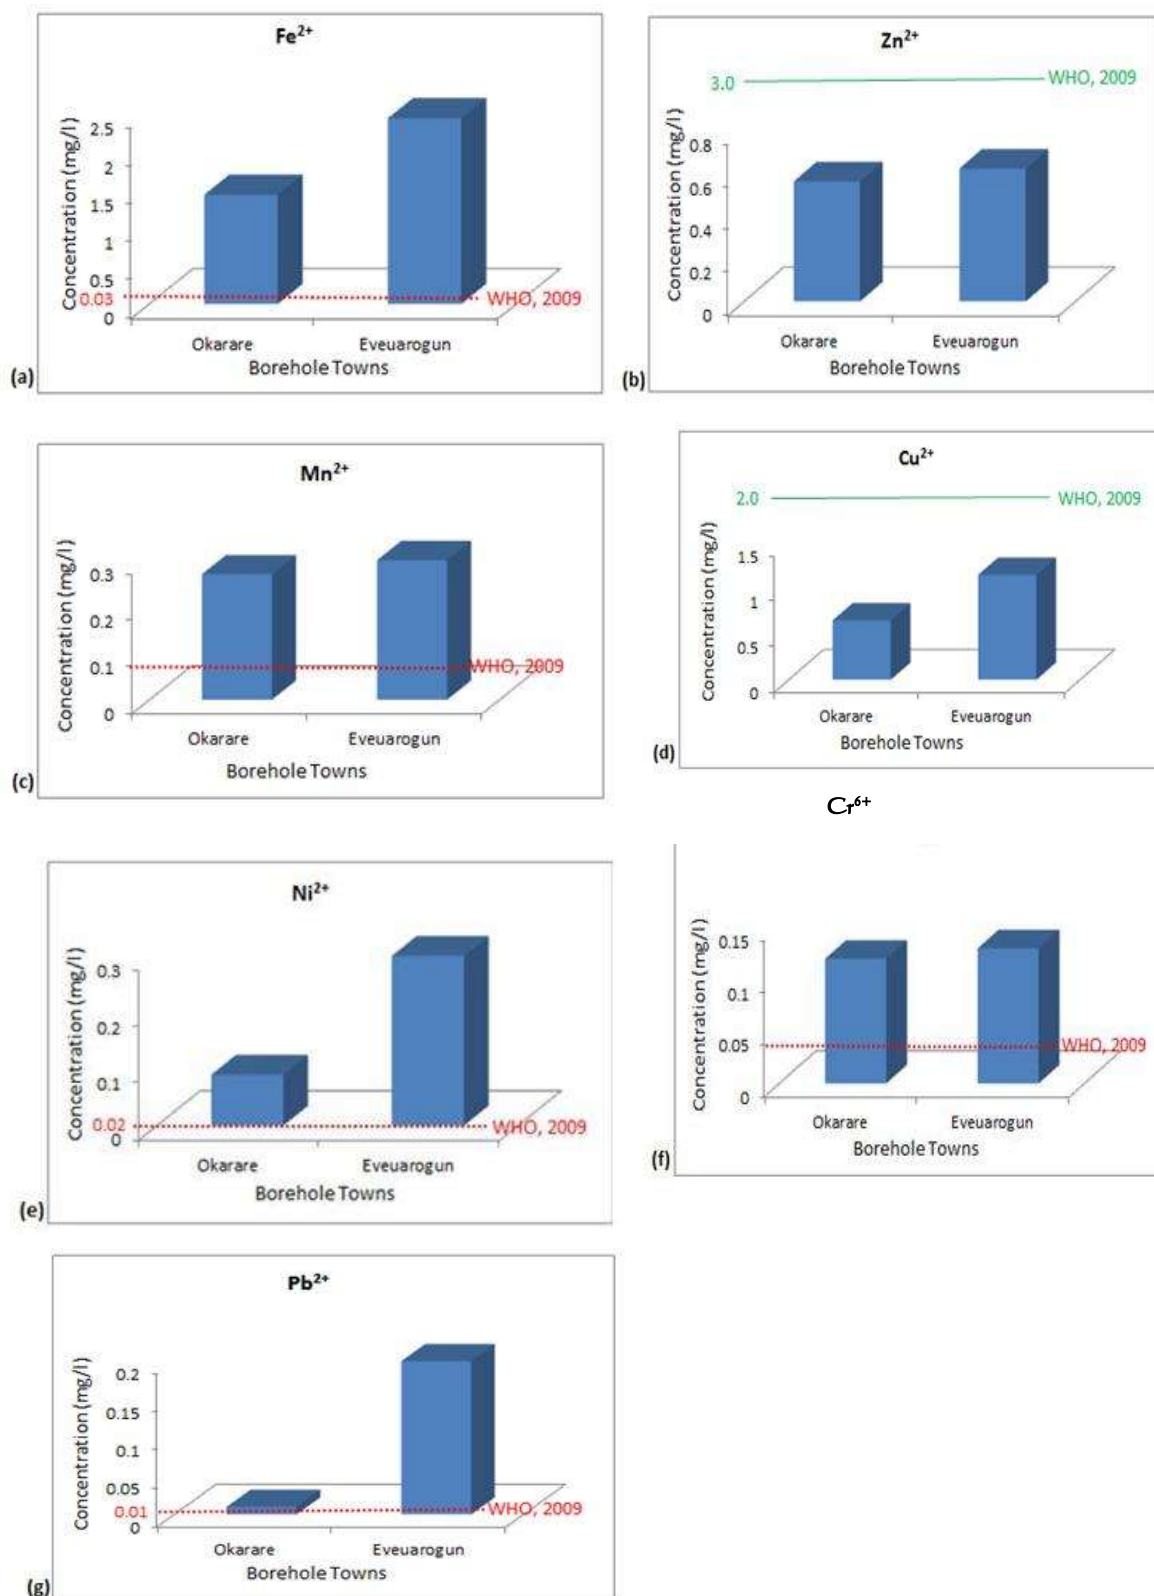 Fe²⁺
Concentration (mg/l)
2.5
2
1.5
1
0.5
0.03
0
WHO, 2009
Okarare
Eveuarogun
Borehole Towns
(a)
Zn²⁺
3.0
WHO, 2009
Concentration (mg/l)
0.8
0.6
0.4
0.2
0
Okarare
Eveuarogun
Borehole Towns
(b)
Mn²⁺
Concentration (mg/l)
0.3
0.2
0.1
0
WHO, 2009
Okarare
Eveuarogun
Borehole Towns
(c)
Cu²⁺
2.0
WHO, 2009
Concentration (mg/l)
1.5
1
0.5
0
Okarare
Eveuarogun
Borehole Towns
(d)
Ni²⁺
Concentration (mg/l)
0.3
0.2
0.1
0.02
0
WHO, 2009
Okarare
Eveuarogun
Borehole Towns
(e)
Cr⁶⁺
Concentration (mg/l)
0.15
0.1
0.05
0
WHO, 2009
Okarare
Eveuarogun
Borehole Towns
(f)
Pb²⁺
Concentration (mg/l)
0.2
0.15
0.1
0.05
0.01
0
WHO, 2009
Okarare
Eveuarogun
Borehole Towns
(g)